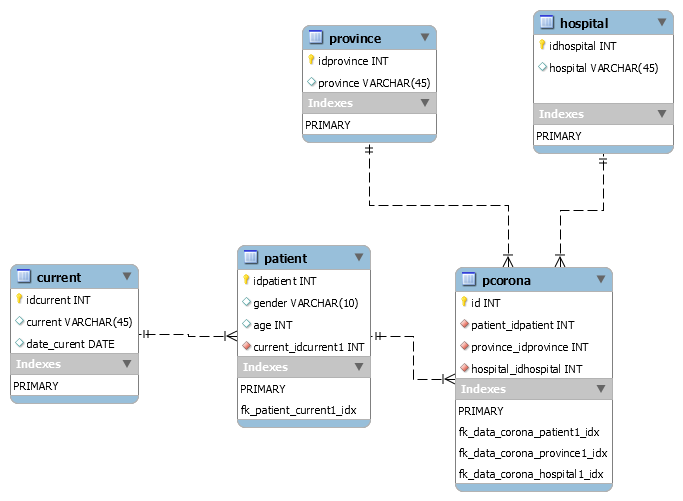 province
idprovince INT
province VARCHAR(45)
Indexes
PRIMARY
hospital
idhospital INT
hospital VARCHAR(45)
Indexes
PRIMARY
current
idcurrent INT
current VARCHAR(45)
date_curent DATE
Indexes
PRIMARY
patient
idpatient INT
gender VARCHAR(10)
age INT
current_idcurrent1 INT
Indexes
PRIMARY
fk_patient_current1_idx
pcorona
id INT
patient_idpatient INT
province_idprovince INT
hospital_idhospital INT
Indexes
PRIMARY
fk_data_corona_patient1_idx
fk_data_corona_province1_idx
fk_data_corona_hospital1_idx